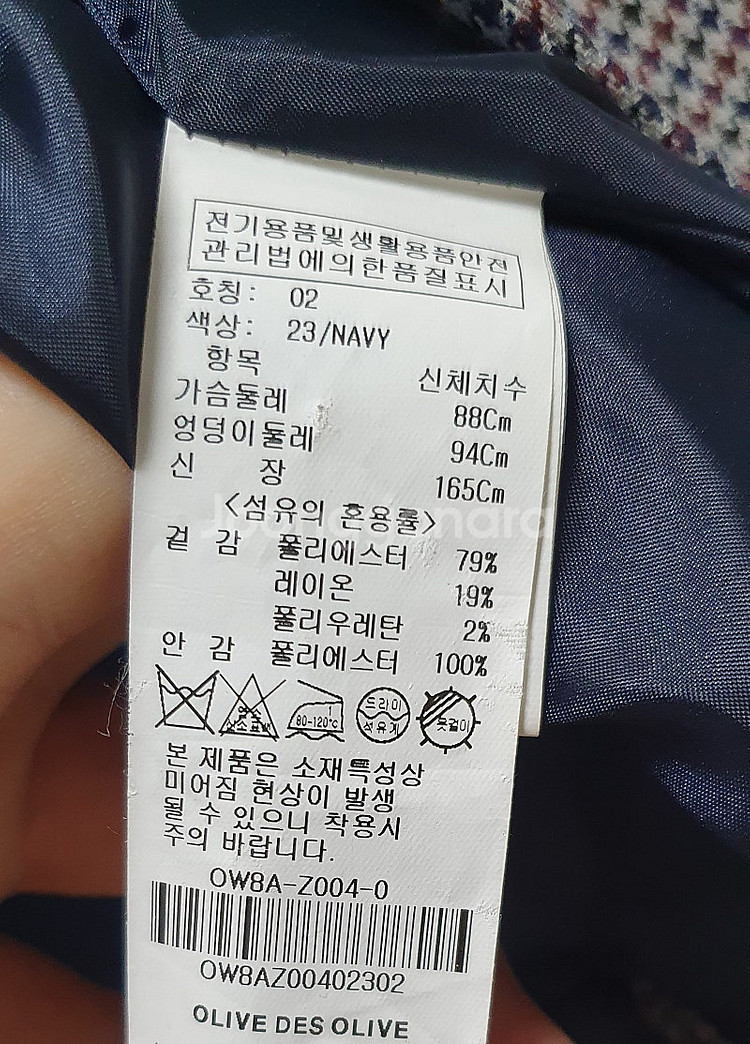 전기용품및생활용품안전
관리법에의한품질표시
호칭: 02
색상: 23/NAVY
항목 신체치수
가슴둘레 88Cm
엉덩이둘레 94Cm
신 장 165Cm
<섬유의 혼용률>
겉 감 폴리에스터 79%
레이온 19%
폴리우레탄 2%
안 감 폴리에스터 100%
80-120℃
드라이
석유계
옷걸이
본 제품은 소재특성상
미어짐 현상이 발생
될 수 있으니 착용시
주의 바랍니다.
OW8A-Z004-0
OW8AZ00402302
OLIVE DES OLIVE